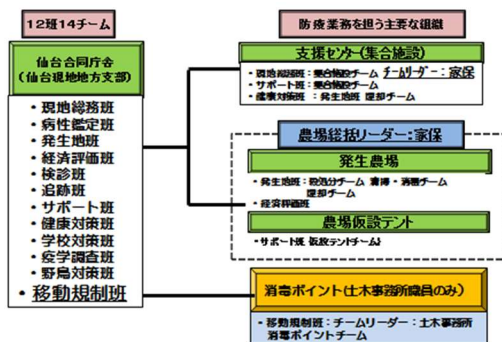 12班14チーム
仙台合同庁舎
(仙台現地地方支部)
・現地総務班
・病性鑑定班
・発生地班
・経済評価班
・検診班
・追跡班
・サポート班
・健康対策班
・学校対策班
・疫学調査班
・野鳥対策班
・移動規制班
防疫業務を担う主要な組織
支援センター(集合施設)
・現地総務班:集合施設チーム チームリーダー:家保
・サポート班:集合施設チーム
・健康対策班 :発生地班 埋却チーム
農場総括リーダー:家保
発生農場
・発生地班:殺処分チーム 清掃・消毒チーム
埋却チーム
・経済評価班
農場仮設テント
・サポート班 仮設テントチーム)
消毒ポイント(土木事務所職員のみ)
・移動規制班:チームリーダー:土木事務所
消毒ポイントチーム